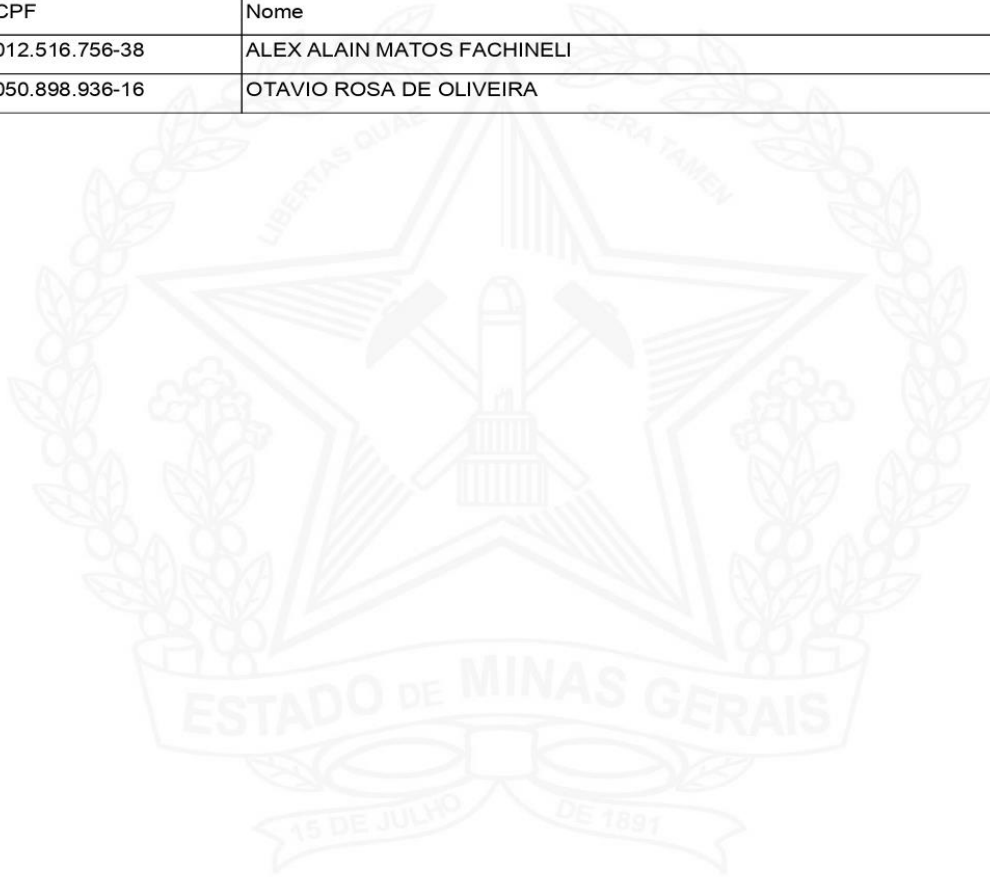 CPF Nome
012.516.756-38 ALEX ALAIN MATOS FACHINELI
050.898.936-16 OTAVIO ROSA DE OLIVEIRA
LIBERTAS QUAE SERA TAMEN
ESTADO DE MINAS GERAIS
15 DE JULHO DE 1891